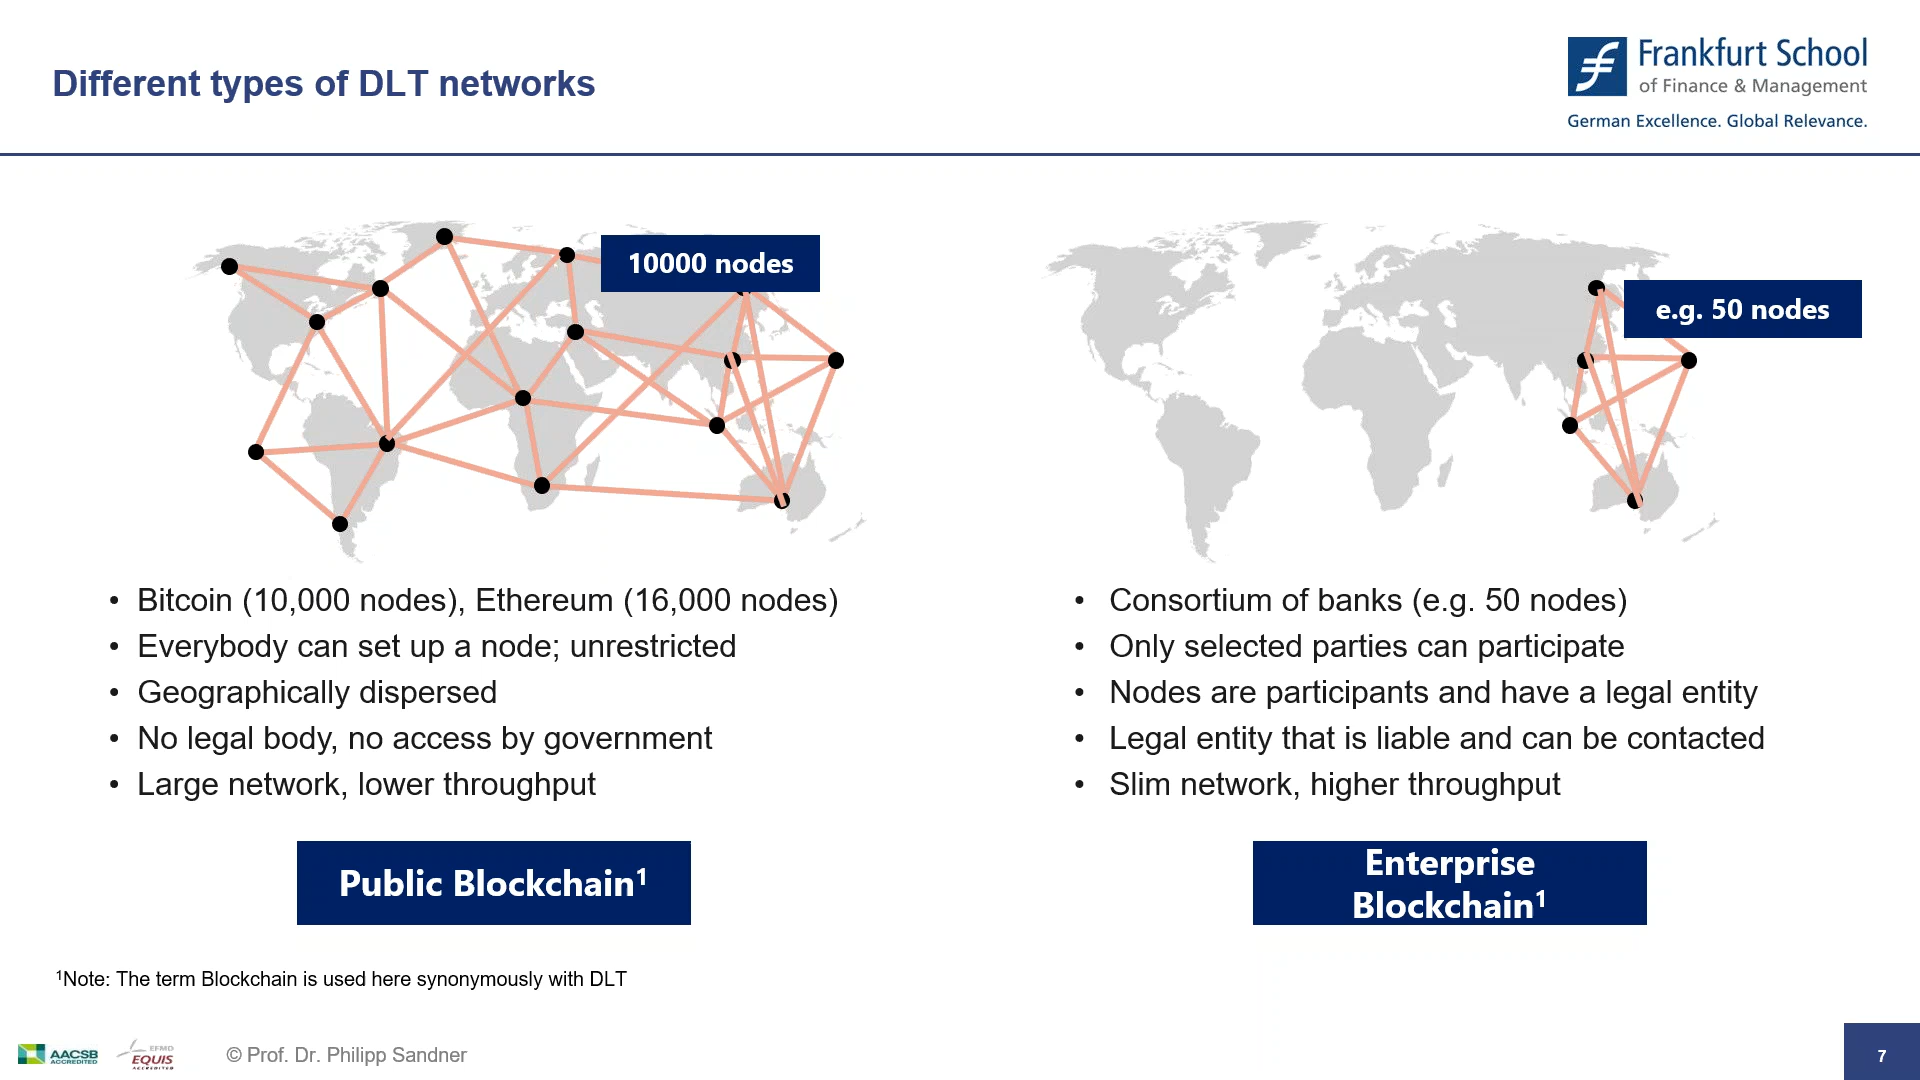 Different types of DLT networks
Frankfurt School
of Finance & Management
German Excellence. Global Relevance.
10000 nodes
e.g. 50 nodes
• Bitcoin (10,000 nodes), Ethereum (16,000 nodes)
• Everybody can set up a node; unrestricted
• Geographically dispersed
• No legal body, no access by government
• Large network, lower throughput
• Consortium of banks (e.g. 50 nodes)
• Only selected parties can participate
• Nodes are participants and have a legal entity
• Legal entity that is liable and can be contacted
• Slim network, higher throughput
Public Blockchain¹
Enterprise
Blockchain¹
¹Note: The term Blockchain is used here synonymously with DLT
AACSB
ACCREDITED
EFMD
EQUIS
ACCREDITED
© Prof. Dr. Philipp Sandner
7